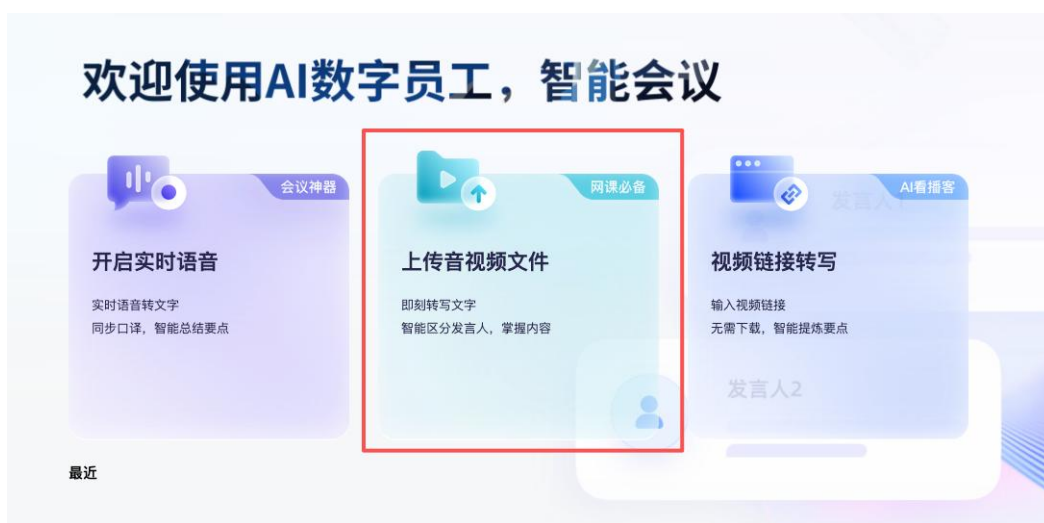 欢迎使用AI数字员工，智能会议
会议神器
开启实时语音
实时语音转文字
同步口译，智能总结要点
网课必备
上传音视频文件
即刻转写文字
智能区分发言人，掌握内容
AI看播客
发言人1
视频链接转写
输入视频链接
无需下载，智能提炼要点
发言人2
最近